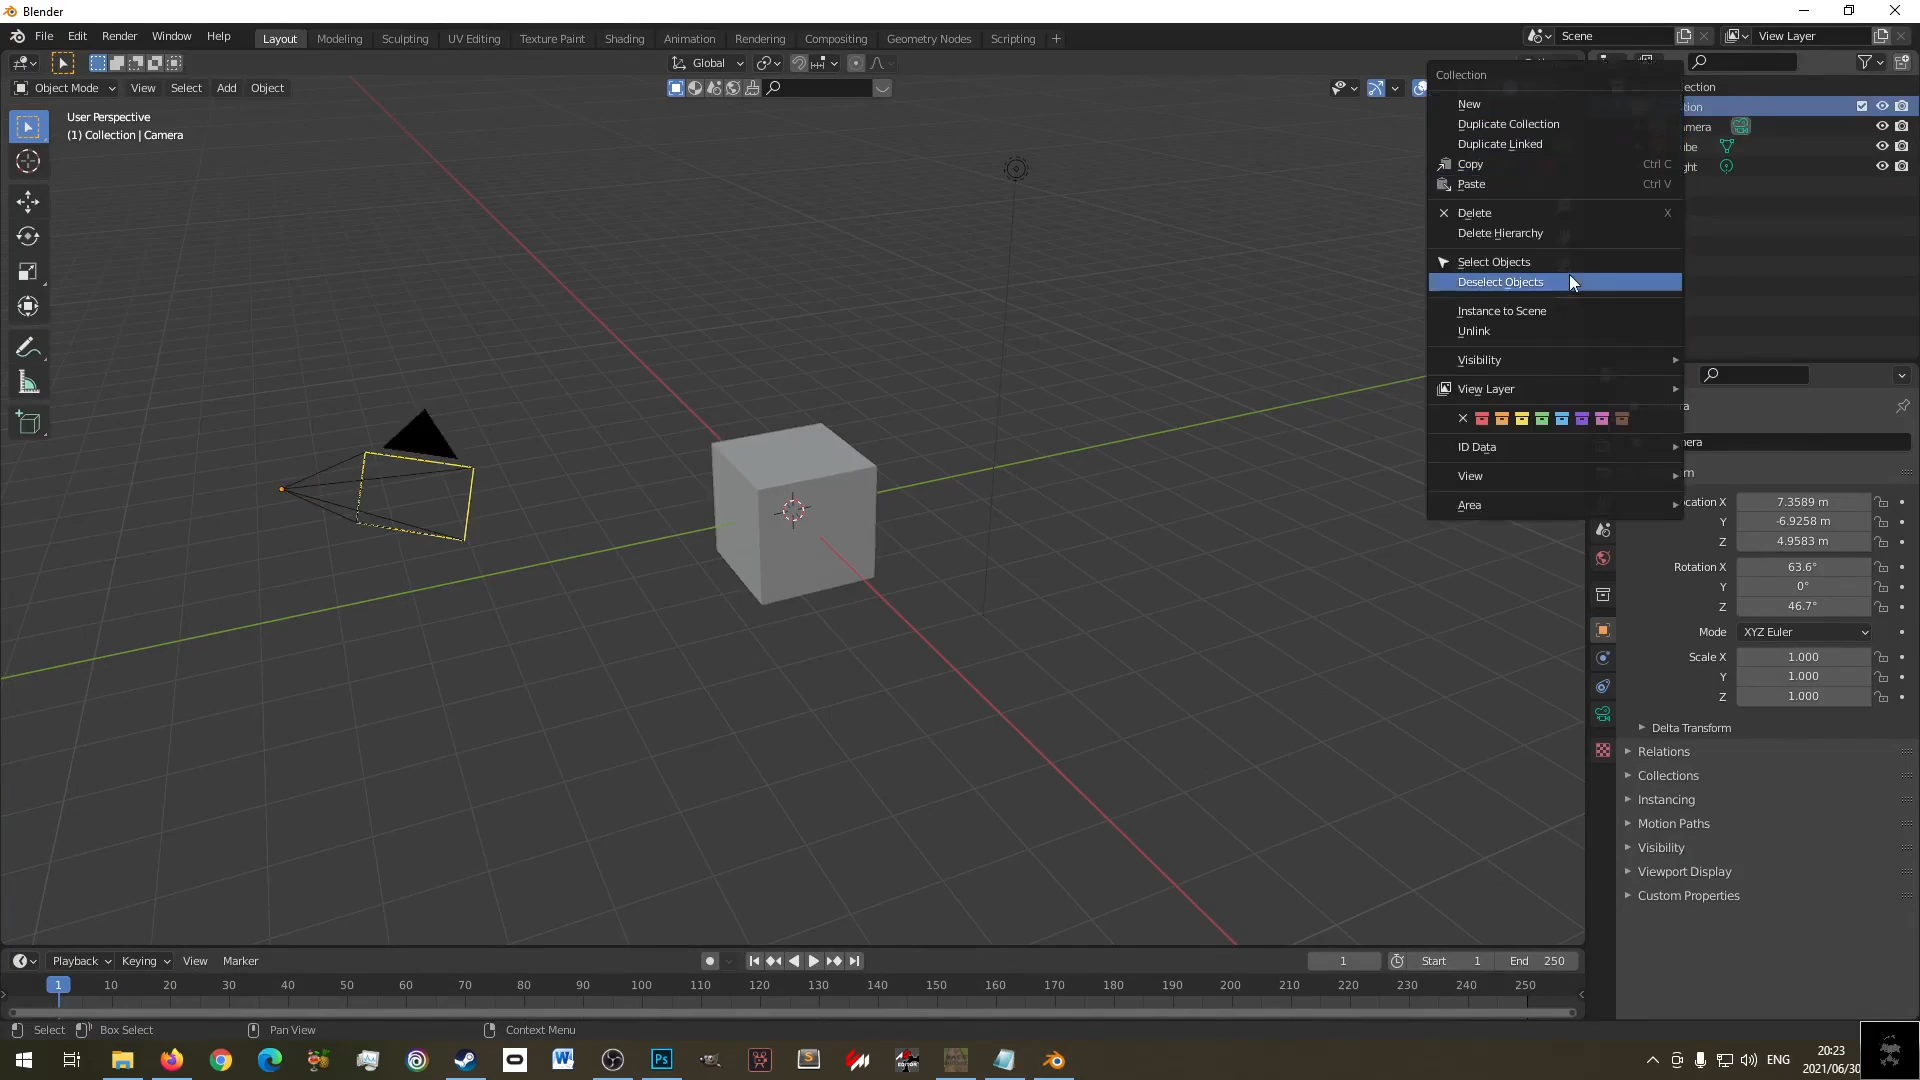 Blender
File Edit Render Window Help
Layout Modeling Sculpting UV Editing Texture Paint Shading Animation Rendering Compositing Geometry Nodes Scripting +
Scene
View Layer
Global
Object Mode View Select Add Object
User Perspective
(1) Collection | Camera
Collection
New
Duplicate Collection
Duplicate Linked
Copy Ctrl C
Paste Ctrl V
Delete X
Delete Hierarchy
Select Objects
Deselect Objects
Instance to Scene
Unlink
Visibility
View Layer
ID Data
View
Area
ection
tion
mera
be
ght
a
nera
m
ocation X 7.3589 m
Y -6.9258 m
Z 4.9583 m
Rotation X 63.6°
Y 0°
Z 46.7°
Mode XYZ Euler
Scale X 1.000
Y 1.000
Z 1.000
Delta Transform
Relations
Collections
Instancing
Motion Paths
Visibility
Viewport Display
Custom Properties
Playback Keying View Marker
1 Start 1 End 250
1 10 20 30 40 50 60 70 80 90 100 110 120 130 140 150 160 170 180 190 200 210 220 230 240 250
Select Box Select Pan View Context Menu
ENG
20:23
2021/06/30